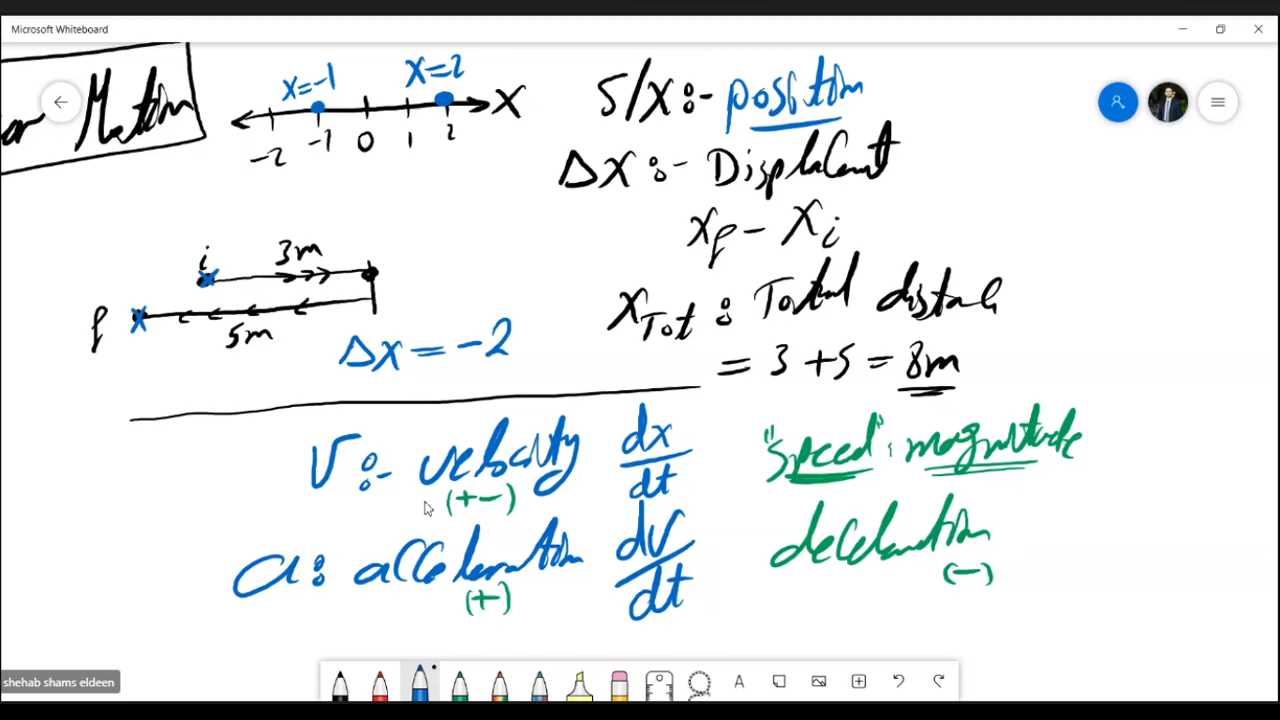 Microsoft Whiteboard
Motion
x=-1
x=2
X
-2 -1 0 1 2
S/X :- position
ΔX :- Displacment
xf - Xi
i
3m
f
5m
Δx = -2
XTot : Total distance
= 3 + 5 = 8m
V :- velocity dx/dt
(+-)
"speed" : magnitude
a : acceleration dv/dt
(+)
deceleration
(-)
shehab shams eldeen
A